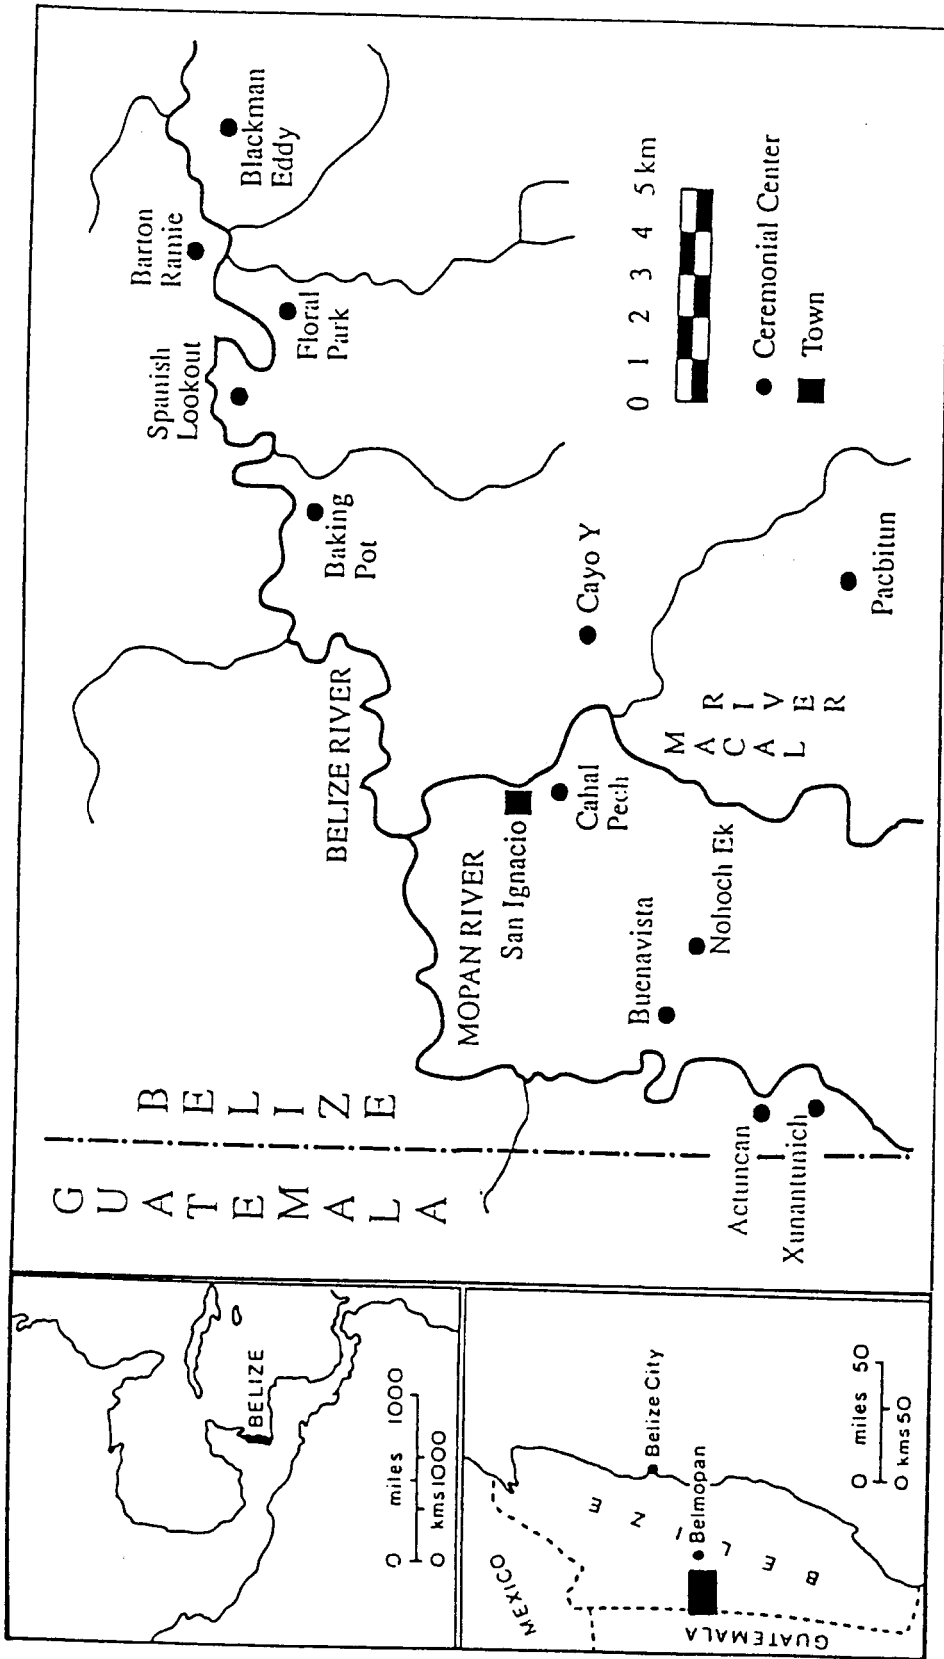 BELIZE
0 miles 1000
0 kms 1000
MEXICO
GUATEMALA
BELIZE
Belize City
Belmopan
0 miles 50
0 kms 50
GUATEMALA
BELIZE
Barton
Ramie
Blackman
Eddy
Spanish
Lookout
Floral
Park
Baking
Pot
BELIZE RIVER
MOPAN RIVER
San Ignacio
Cahal
Pech
Cayo Y
Buenavista
Nohoch Ek
MACAL
RIVER
Pacbitun
Actuncan
Xunantunich
0 1 2 3 4 5 km
Ceremonial Center
Town